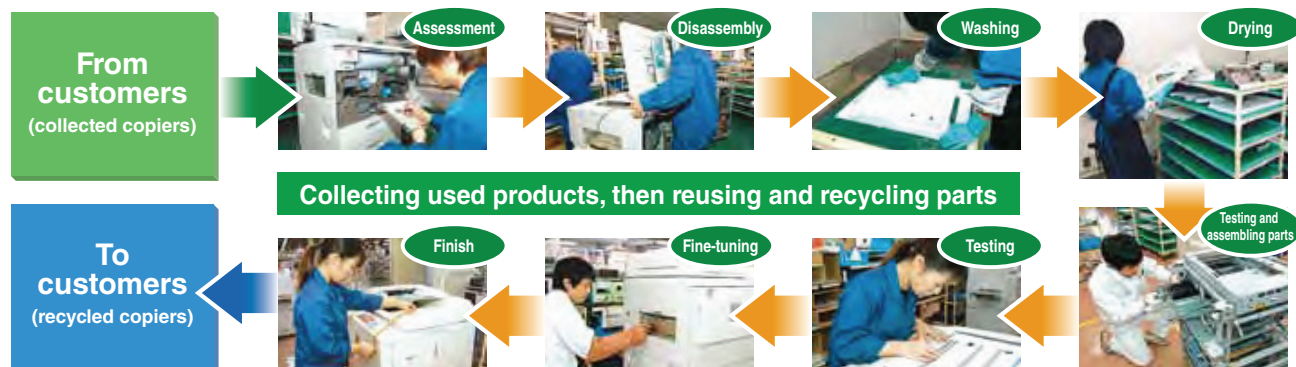 From
customers
(collected copiers)
Assessment
Disassembly
Washing
Drying
Collecting used products, then reusing and recycling parts
Testing and
assembling parts
Testing
Fine-tuning
Finish
To
customers
(recycled copiers)